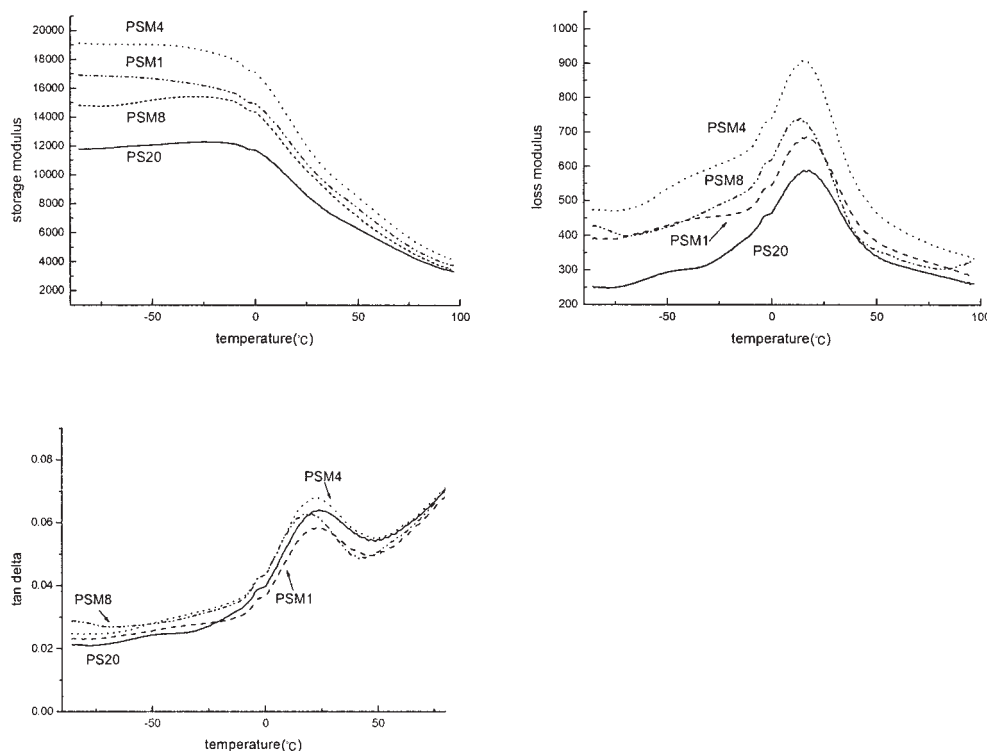 20000
18000
16000
14000
12000
10000
8000
6000
4000
2000
storage modulus
PSM4
PSM1
PSM8
PS20
-50
0
50
100
temperature(℃)
1000
900
800
700
600
500
400
300
200
loss modulus
PSM4
PSM8
PSM1
PS20
-50
0
50
100
temperature(℃)
0.08
0.06
0.04
0.02
0.00
tan delta
PSM4
PSM1
PSM8
PS20
-50
0
50
temperature(℃)